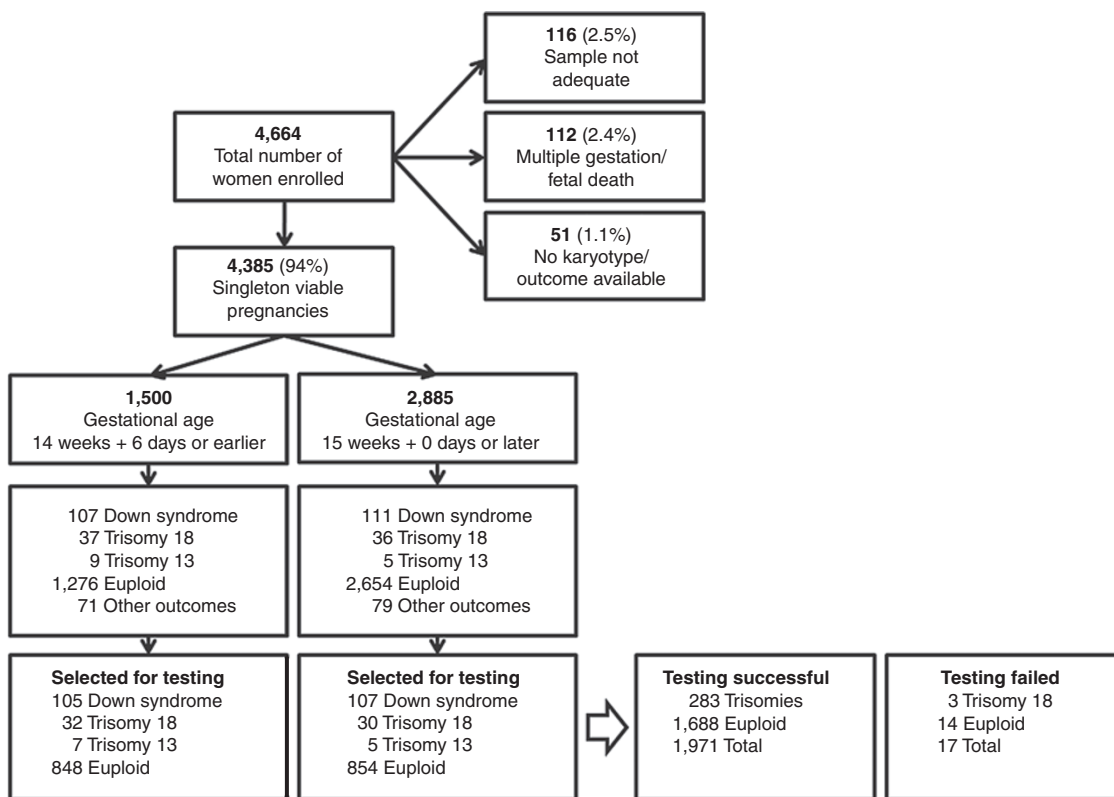 116 (2.5%)
Sample not
adequate
4,664
Total number of
women enrolled
112 (2.4%)
Multiple gestation/
fetal death
51 (1.1%)
No karyotype/
outcome available
4,385 (94%)
Singleton viable
pregnancies
1,500
Gestational age
14 weeks + 6 days or earlier
2,885
Gestational age
15 weeks + 0 days or later
107 Down syndrome
37 Trisomy 18
9 Trisomy 13
1,276 Euploid
71 Other outcomes
111 Down syndrome
36 Trisomy 18
5 Trisomy 13
2,654 Euploid
79 Other outcomes
Selected for testing
105 Down syndrome
32 Trisomy 18
7 Trisomy 13
848 Euploid
Selected for testing
107 Down syndrome
30 Trisomy 18
5 Trisomy 13
854 Euploid
Testing successful
283 Trisomies
1,688 Euploid
1,971 Total
Testing failed
3 Trisomy 18
14 Euploid
17 Total